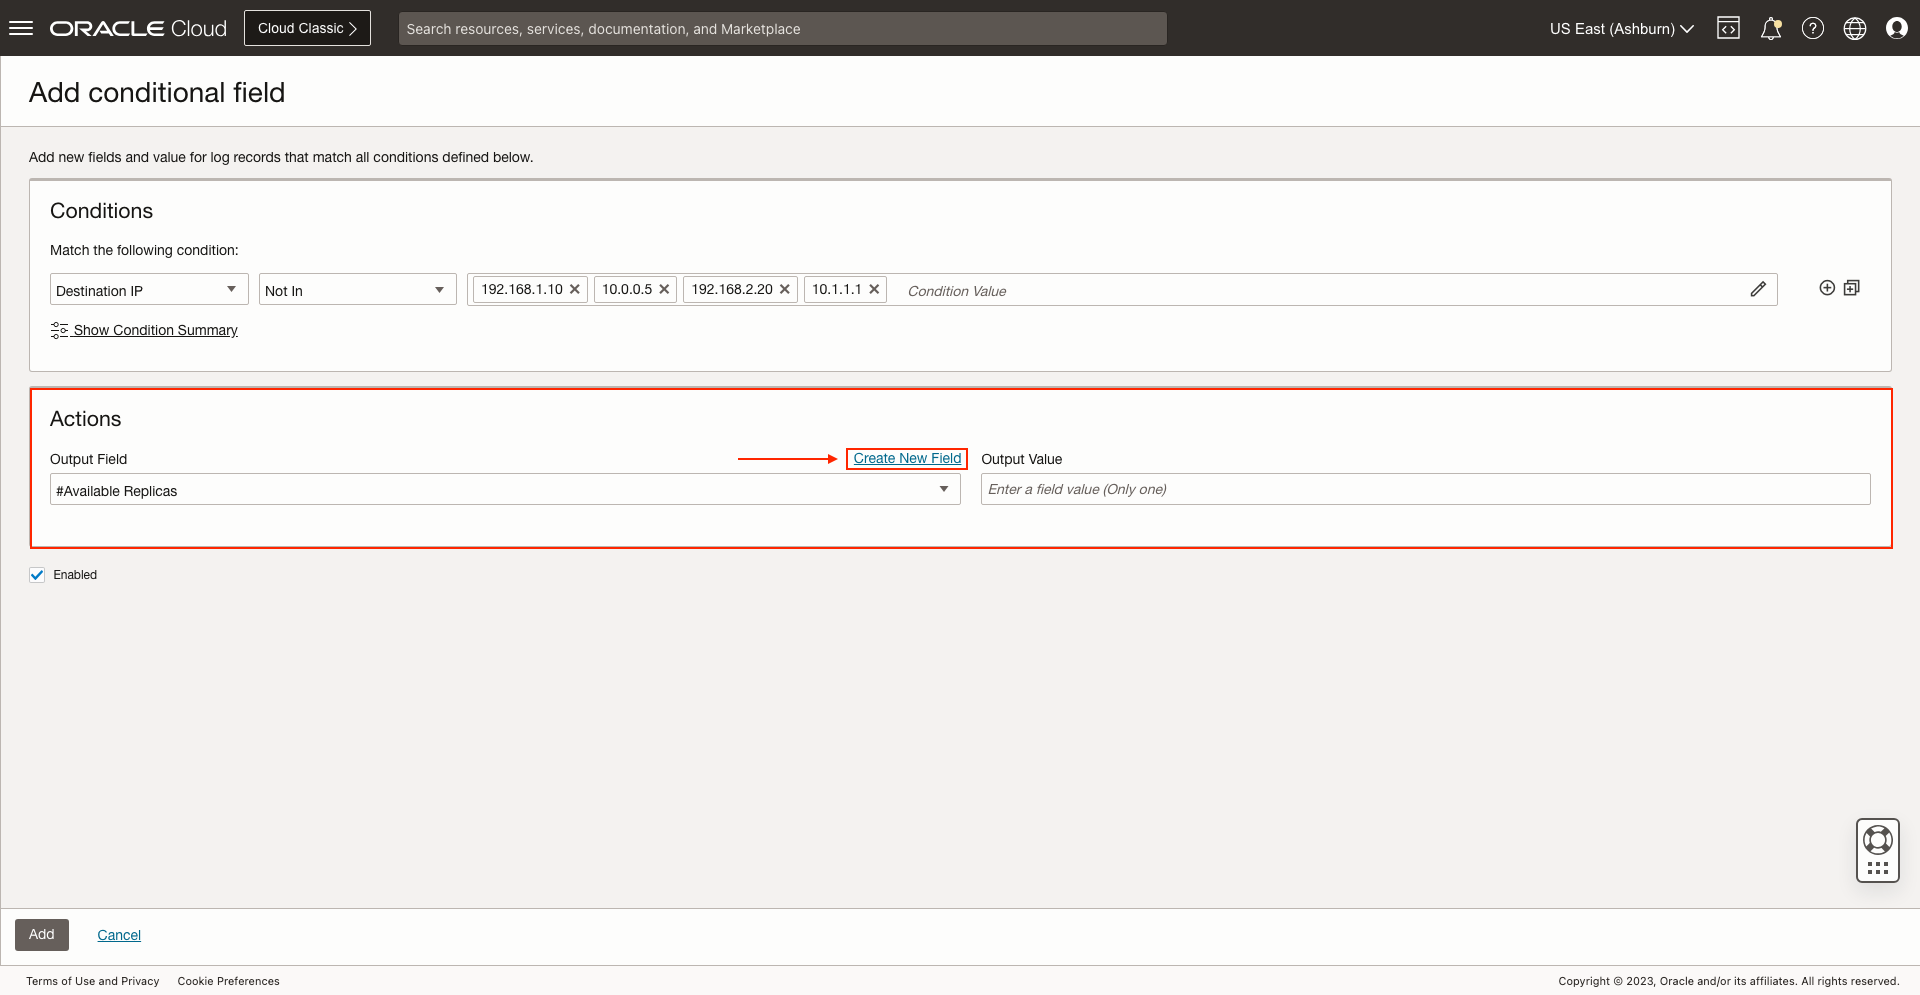 ORACLE Cloud
Cloud Classic
Search resources, services, documentation, and Marketplace
US East (Ashburn)
Add conditional field
Add new fields and value for log records that match all conditions defined below.
Conditions
Match the following condition:
Destination IP
Not In
192.168.1.10
10.0.0.5
192.168.2.20
10.1.1.1
Condition Value
Show Condition Summary
Actions
Output Field
Create New Field
Output Value
#Available Replicas
Enter a field value (Only one)
Enabled
Add
Cancel
Terms of Use and Privacy
Cookie Preferences
Copyright © 2023, Oracle and/or its affiliates. All rights reserved.